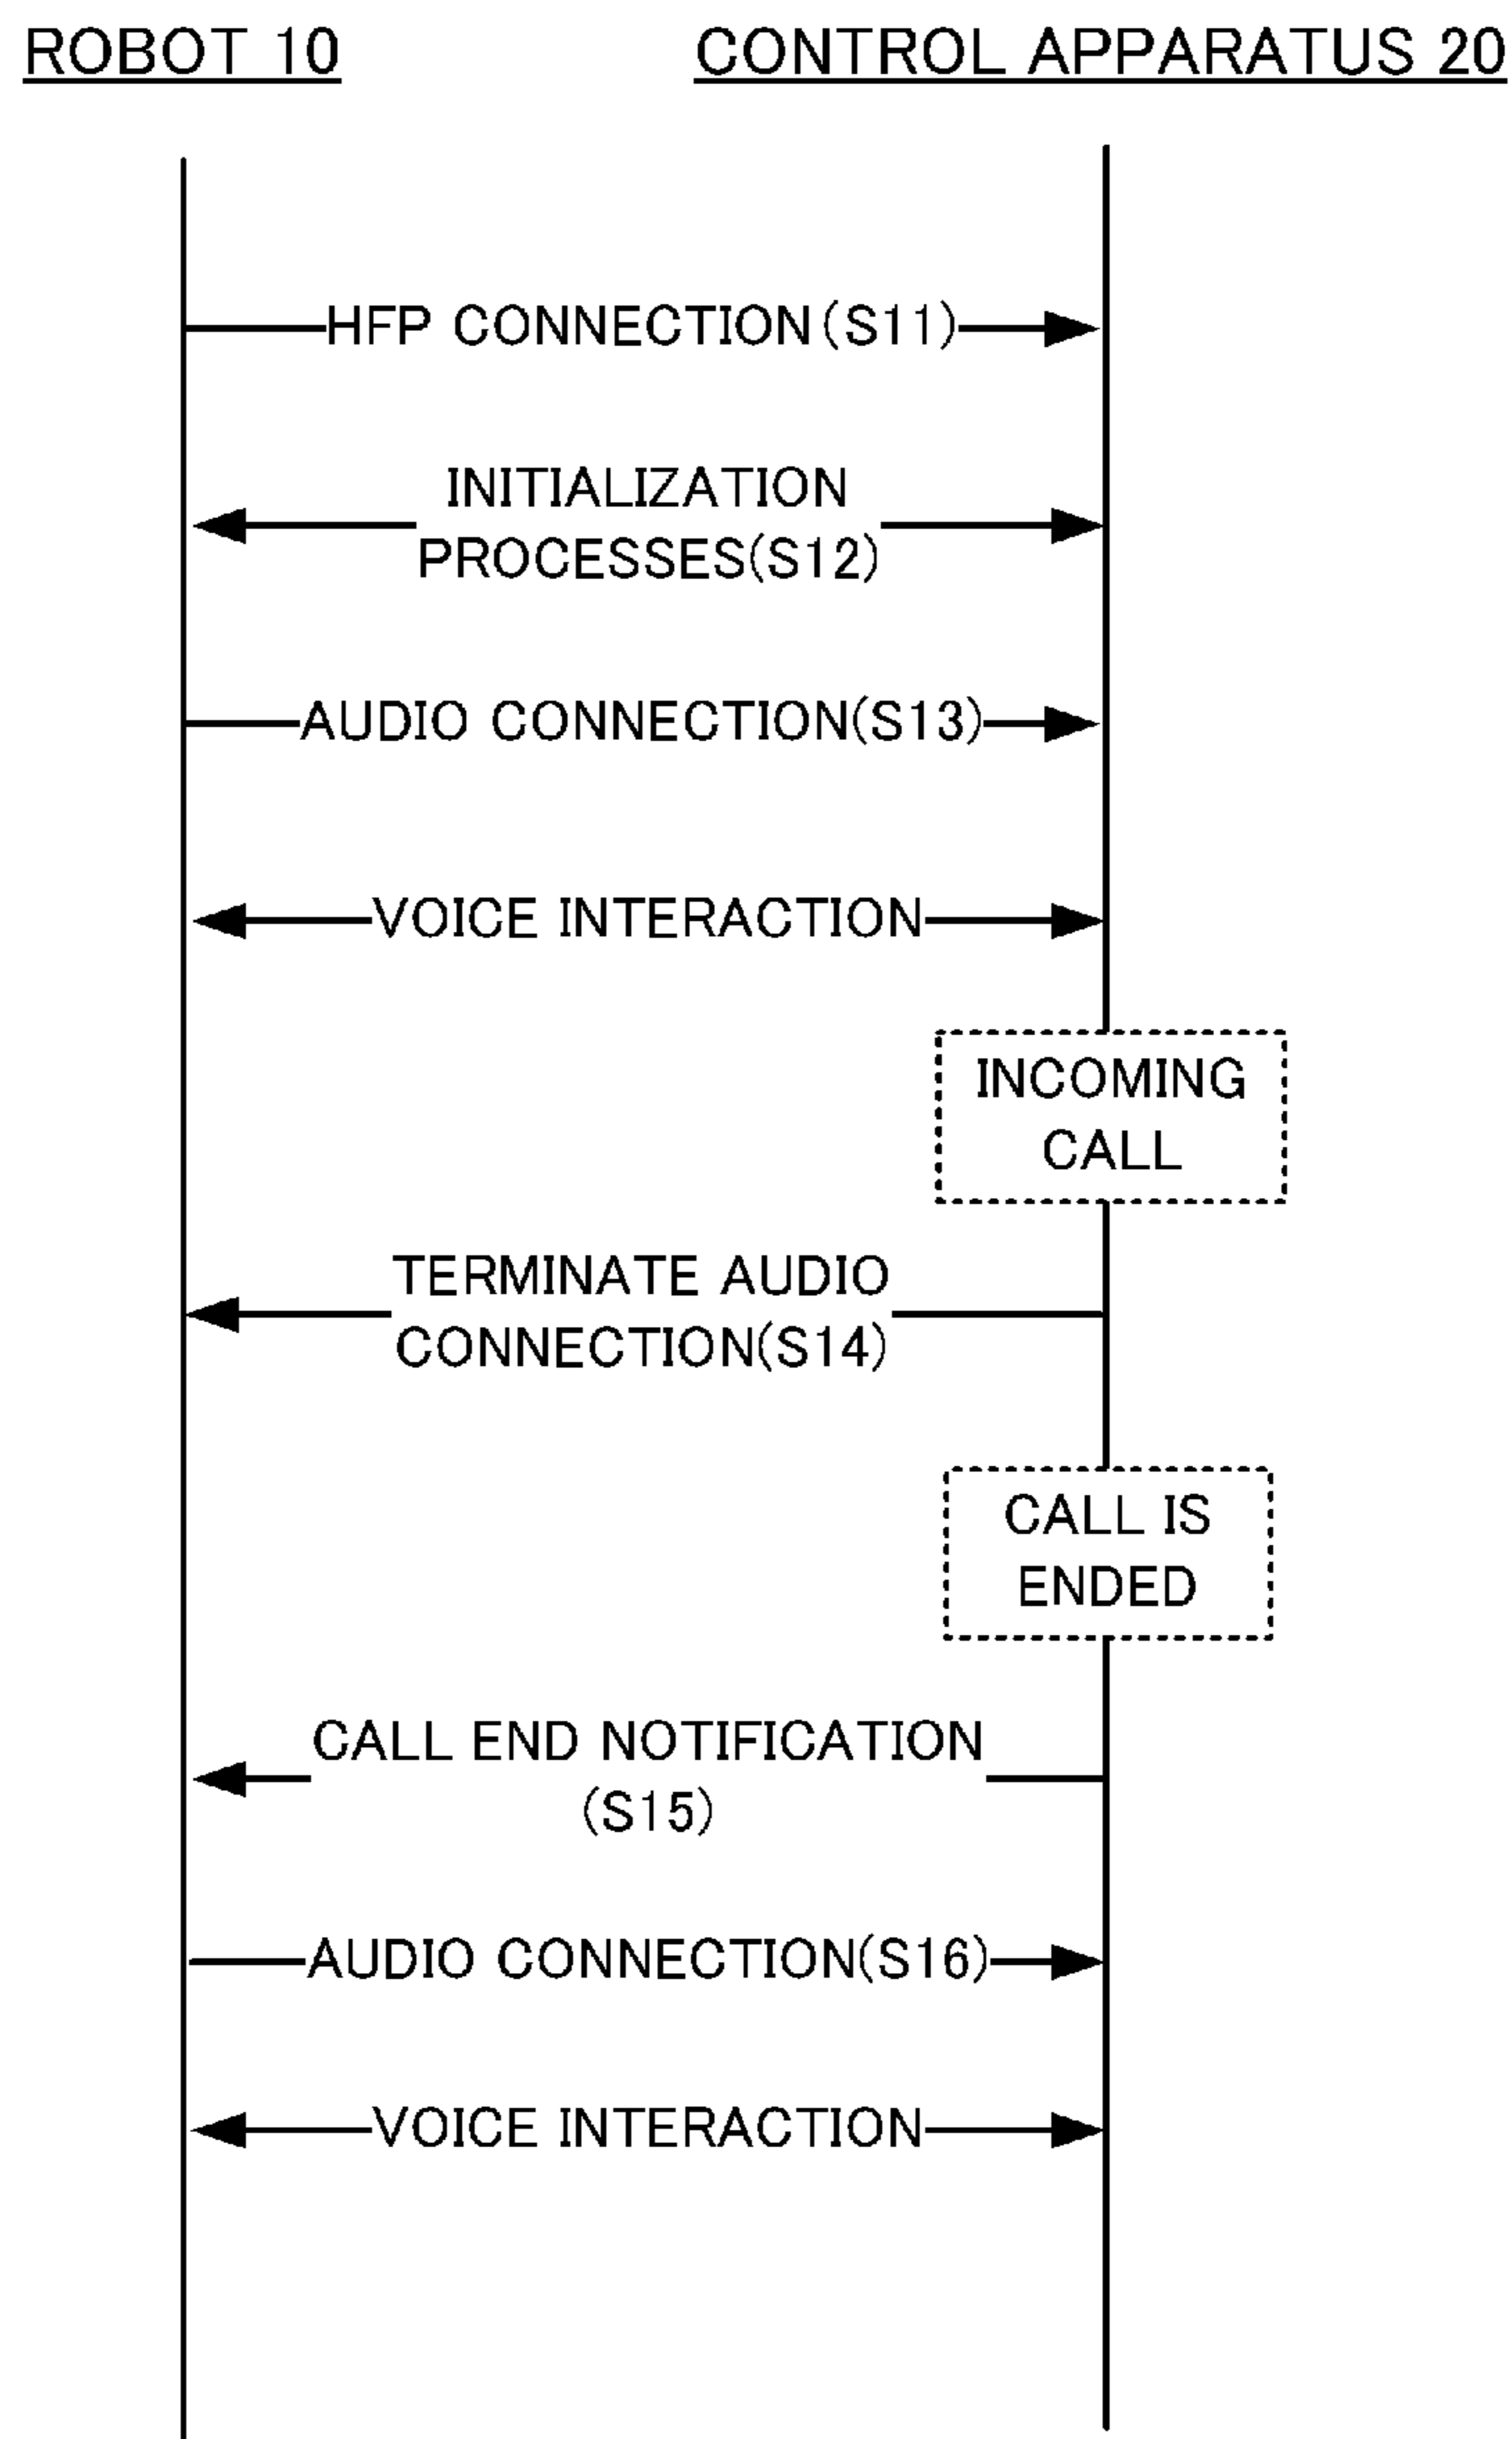 ROBOT 10
CONTROL APPARATUS 20
HFP CONNECTION(S11)
INITIALIZATION
PROCESSES(S12)
AUDIO CONNECTION(S13)
VOICE INTERACTION
INCOMING
CALL
TERMINATE AUDIO
CONNECTION(S14)
CALL IS
ENDED
CALL END NOTIFICATION
(S15)
AUDIO CONNECTION(S16)
VOICE INTERACTION